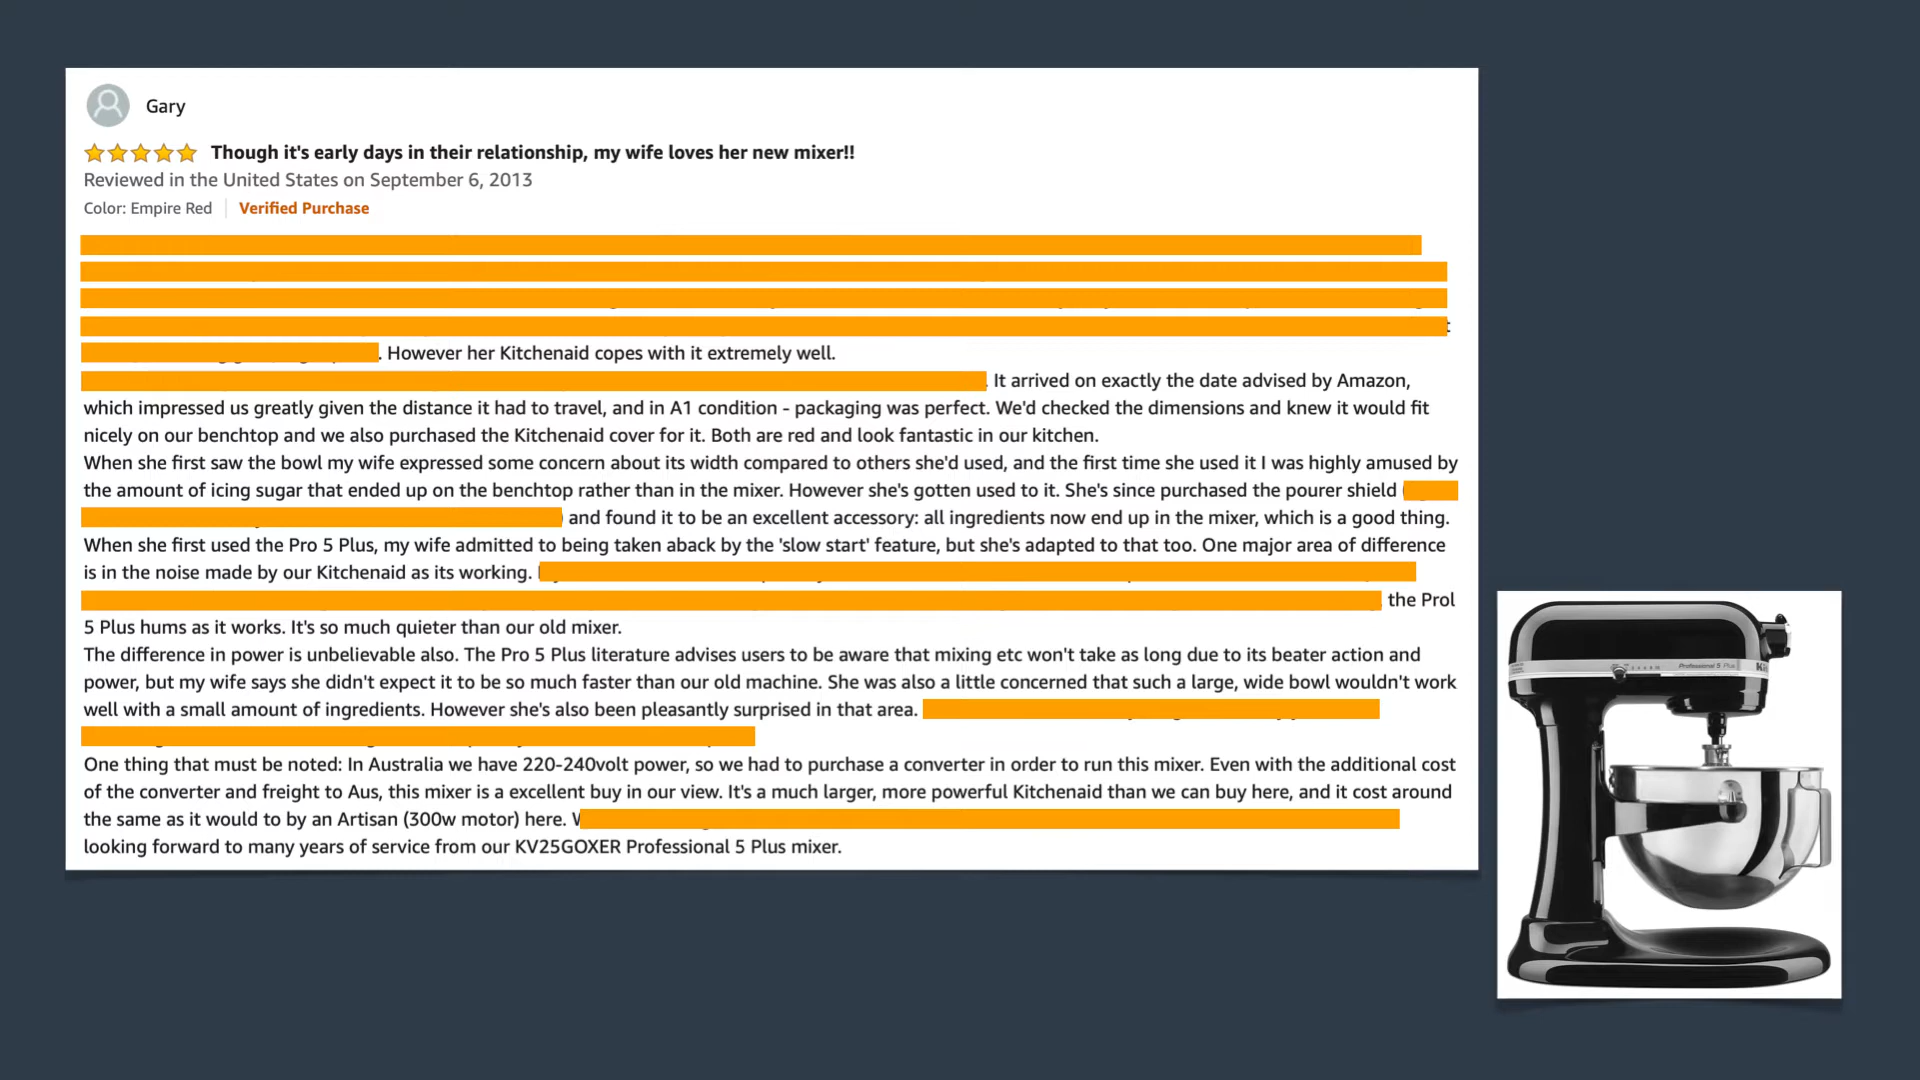 Gary
Though it's early days in their relationship, my wife loves her new mixer!!
Reviewed in the United States on September 6, 2013
Color: Empire Red
Verified Purchase
. However her Kitchenaid copes with it extremely well.
. It arrived on exactly the date advised by Amazon,
which impressed us greatly given the distance it had to travel, and in A1 condition - packaging was perfect. We'd checked the dimensions and knew it would fit
nicely on our benchtop and we also purchased the Kitchenaid cover for it. Both are red and look fantastic in our kitchen.
When she first saw the bowl my wife expressed some concern about its width compared to others she'd used, and the first time she used it I was highly amused by
the amount of icing sugar that ended up on the benchtop rather than in the mixer. However she's gotten used to it. She's since purchased the pourer shield
and found it to be an excellent accessory: all ingredients now end up in the mixer, which is a good thing.
When she first used the Pro 5 Plus, my wife admitted to being taken aback by the 'slow start' feature, but she's adapted to that too. One major area of difference
is in the noise made by our Kitchenaid as its working.
the Prol
5 Plus hums as it works. It's so much quieter than our old mixer.
The difference in power is unbelievable also. The Pro 5 Plus literature advises users to be aware that mixing etc won't take as long due to its beater action and
power, but my wife says she didn't expect it to be so much faster than our old machine. She was also a little concerned that such a large, wide bowl wouldn't work
well with a small amount of ingredients. However she's also been pleasantly surprised in that area.
One thing that must be noted: In Australia we have 220-240volt power, so we had to purchase a converter in order to run this mixer. Even with the additional cost
of the converter and freight to Aus, this mixer is a excellent buy in our view. It's a much larger, more powerful Kitchenaid than we can buy here, and it cost around
the same as it would to by an Artisan (300w motor) here.
looking forward to many years of service from our KV25GOXER Professional 5 Plus mixer.
Professional 5 Plus